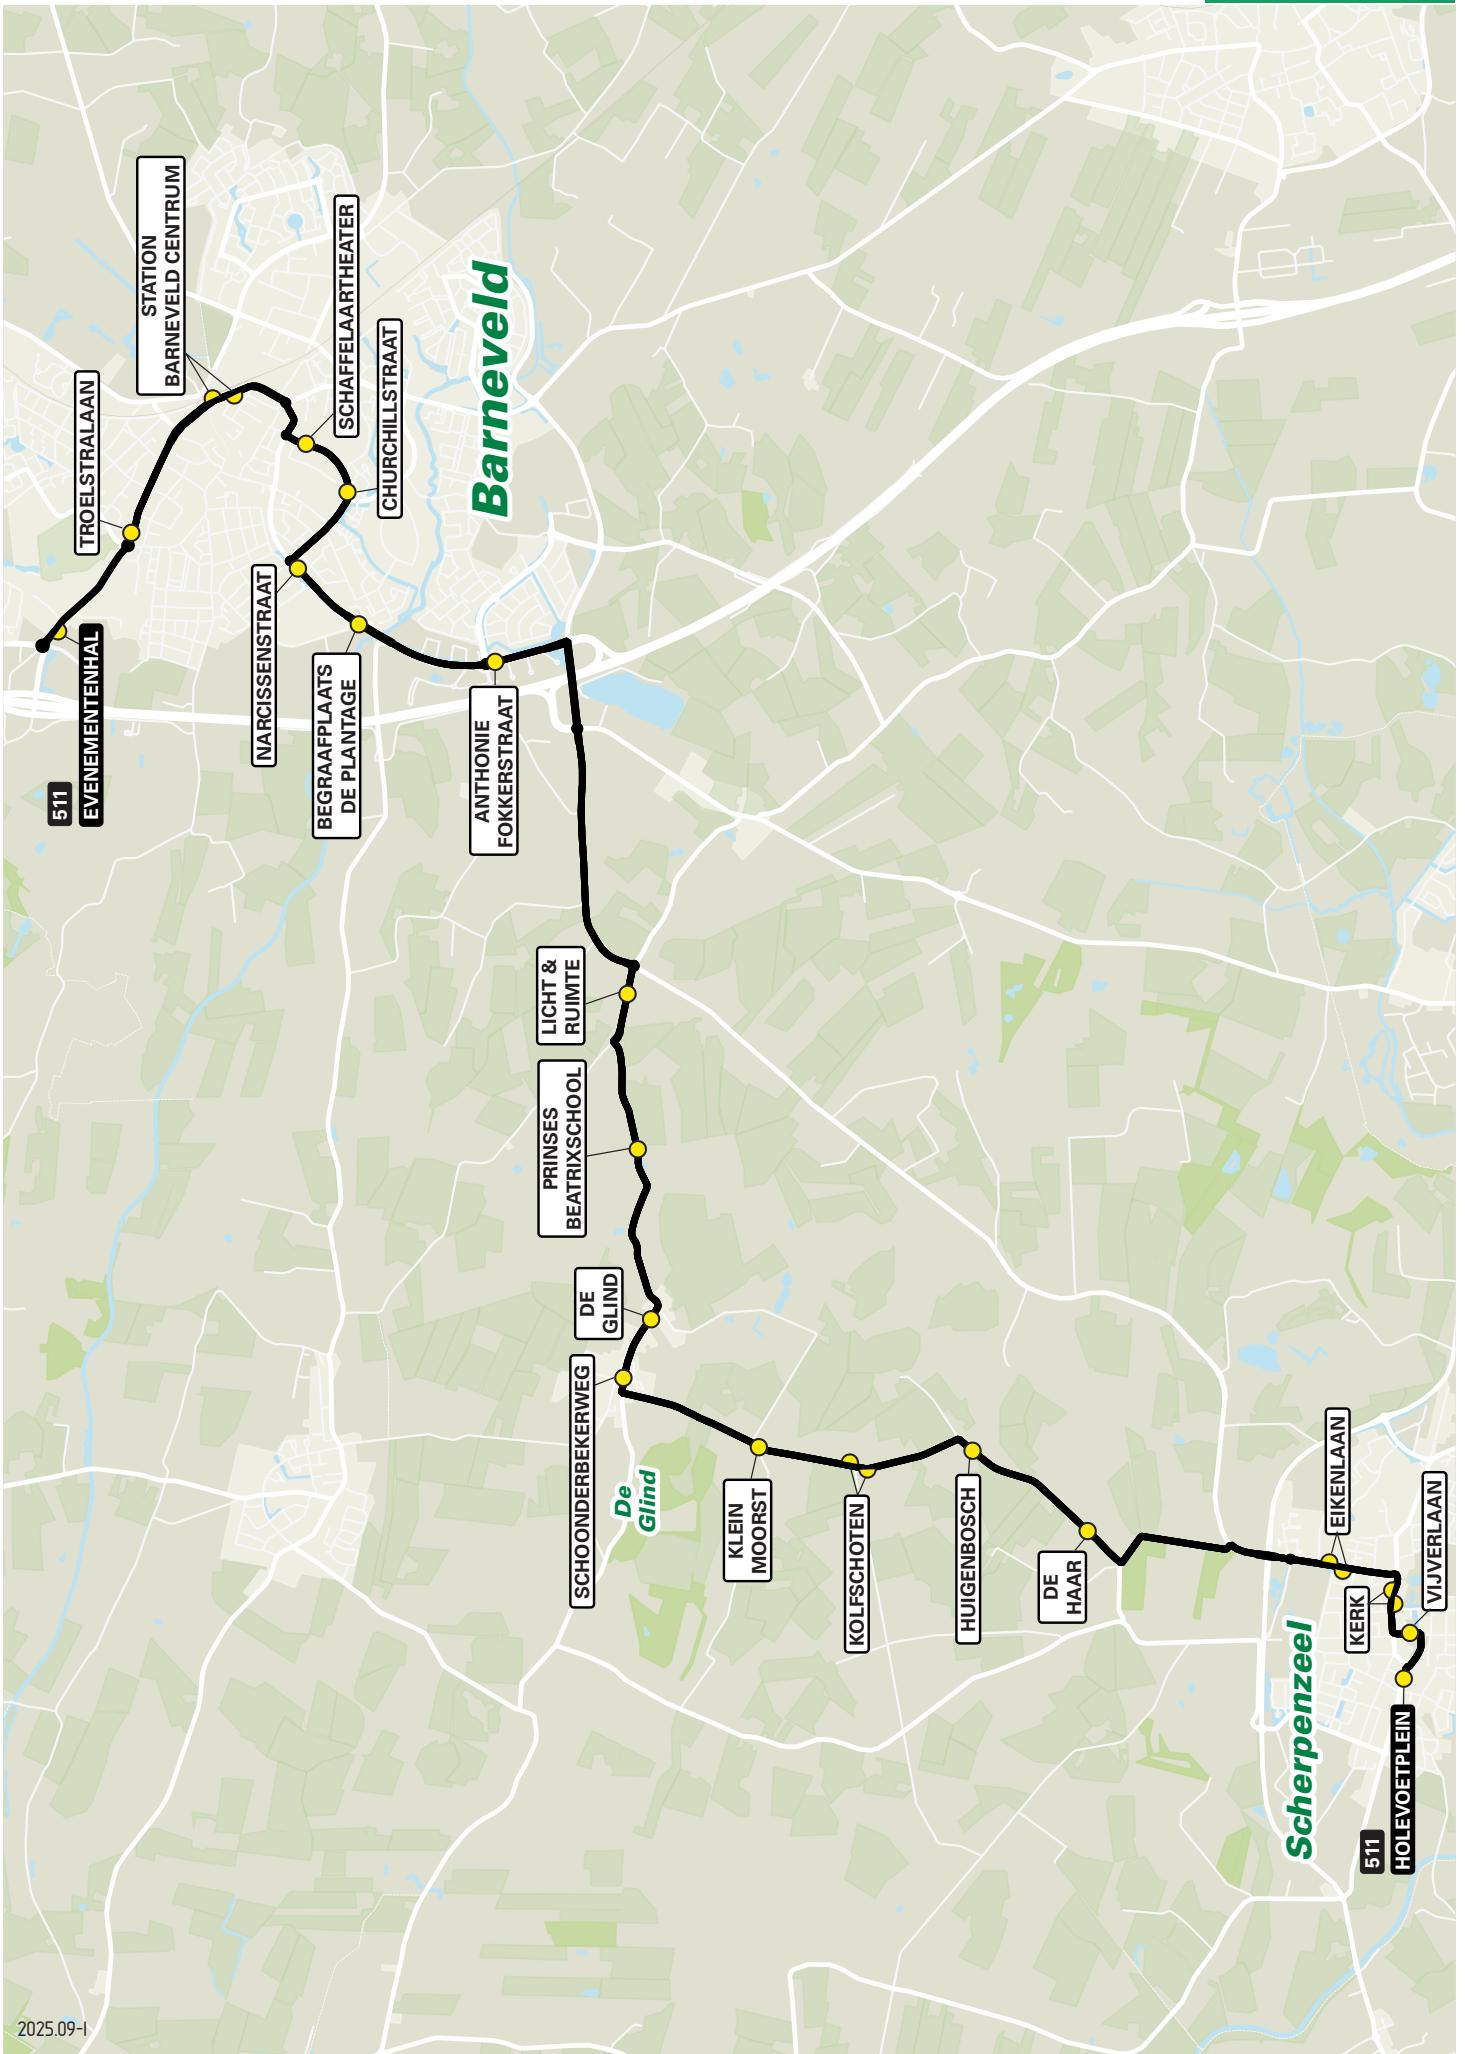 511
EVENEMENTENHAL
TROELSTRALAAN
STATION
BARNEVELD CENTRUM
SCHAFFELAARTHEATER
CHURCHILLSTRAAT
NARCISSENSTRAAT
BEGRAAFPLAATS
DE PLANTAGE
ANTHONIE
FOKKERSTRAAT
Barneveld
LICHT &
RUIMTE
PRINSES
BEATRIXSCHOOL
DE
GLIND
SCHOONDERBEKERWEG
De
Glind
KLEIN
MOORST
KOLFSCHOTEN
HUIGENBOSCH
DE
HAAR
EIKENLAAN
KERK
VIJVERLAAN
Scherpenzeel
511
HOLEVOETPLEIN
2025.09-I